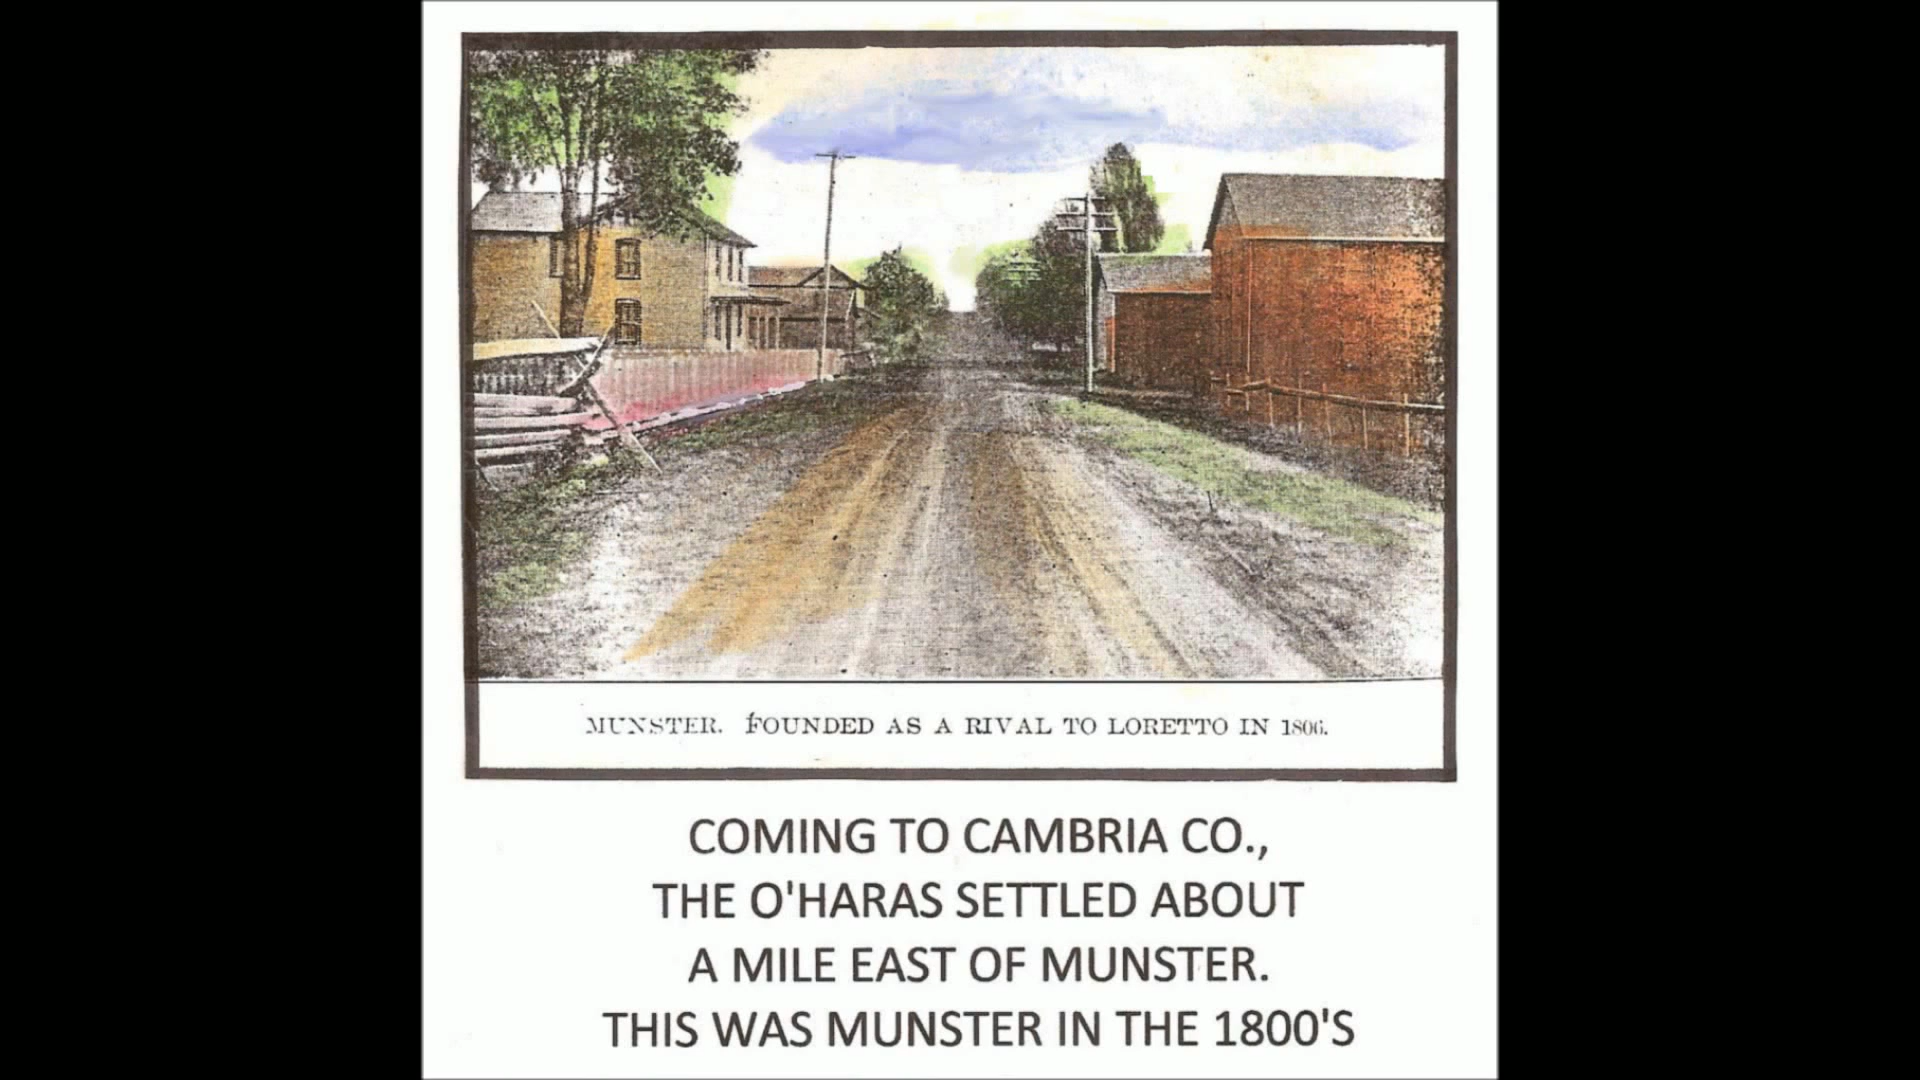 MUNSTER. FOUNDED AS A RIVAL TO LORETTO IN 1806.
COMING TO CAMBRIA CO.,
THE O'HARAS SETTLED ABOUT
A MILE EAST OF MUNSTER.
THIS WAS MUNSTER IN THE 1800'S